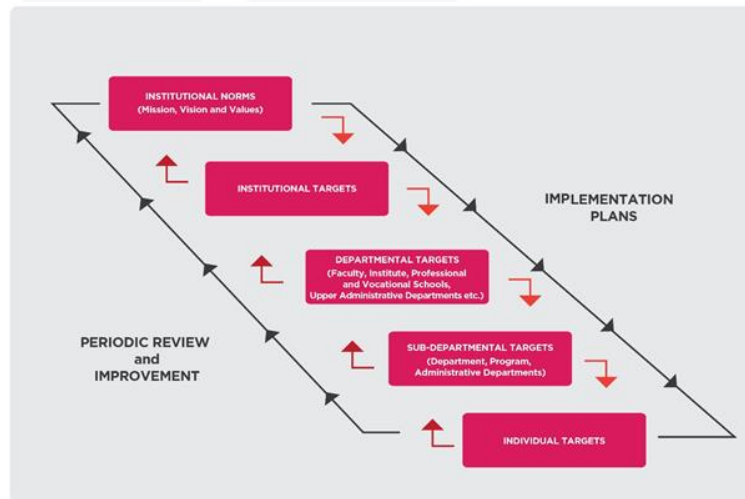 INSTITUTIONAL NORMS
(Mission, Vision and Values)
INSTITUTIONAL TARGETS
IMPLEMENTATION
PLANS
DEPARTMENTAL TARGETS
(Faculty, Institute, Professional
and Vocational Schools,
Upper Administrative Departments etc.)
PERIODIC REVIEW
and
IMPROVEMENT
SUB-DEPARTMENTAL TARGETS
(Department, Program,
Administrative Departments)
INDIVIDUAL TARGETS